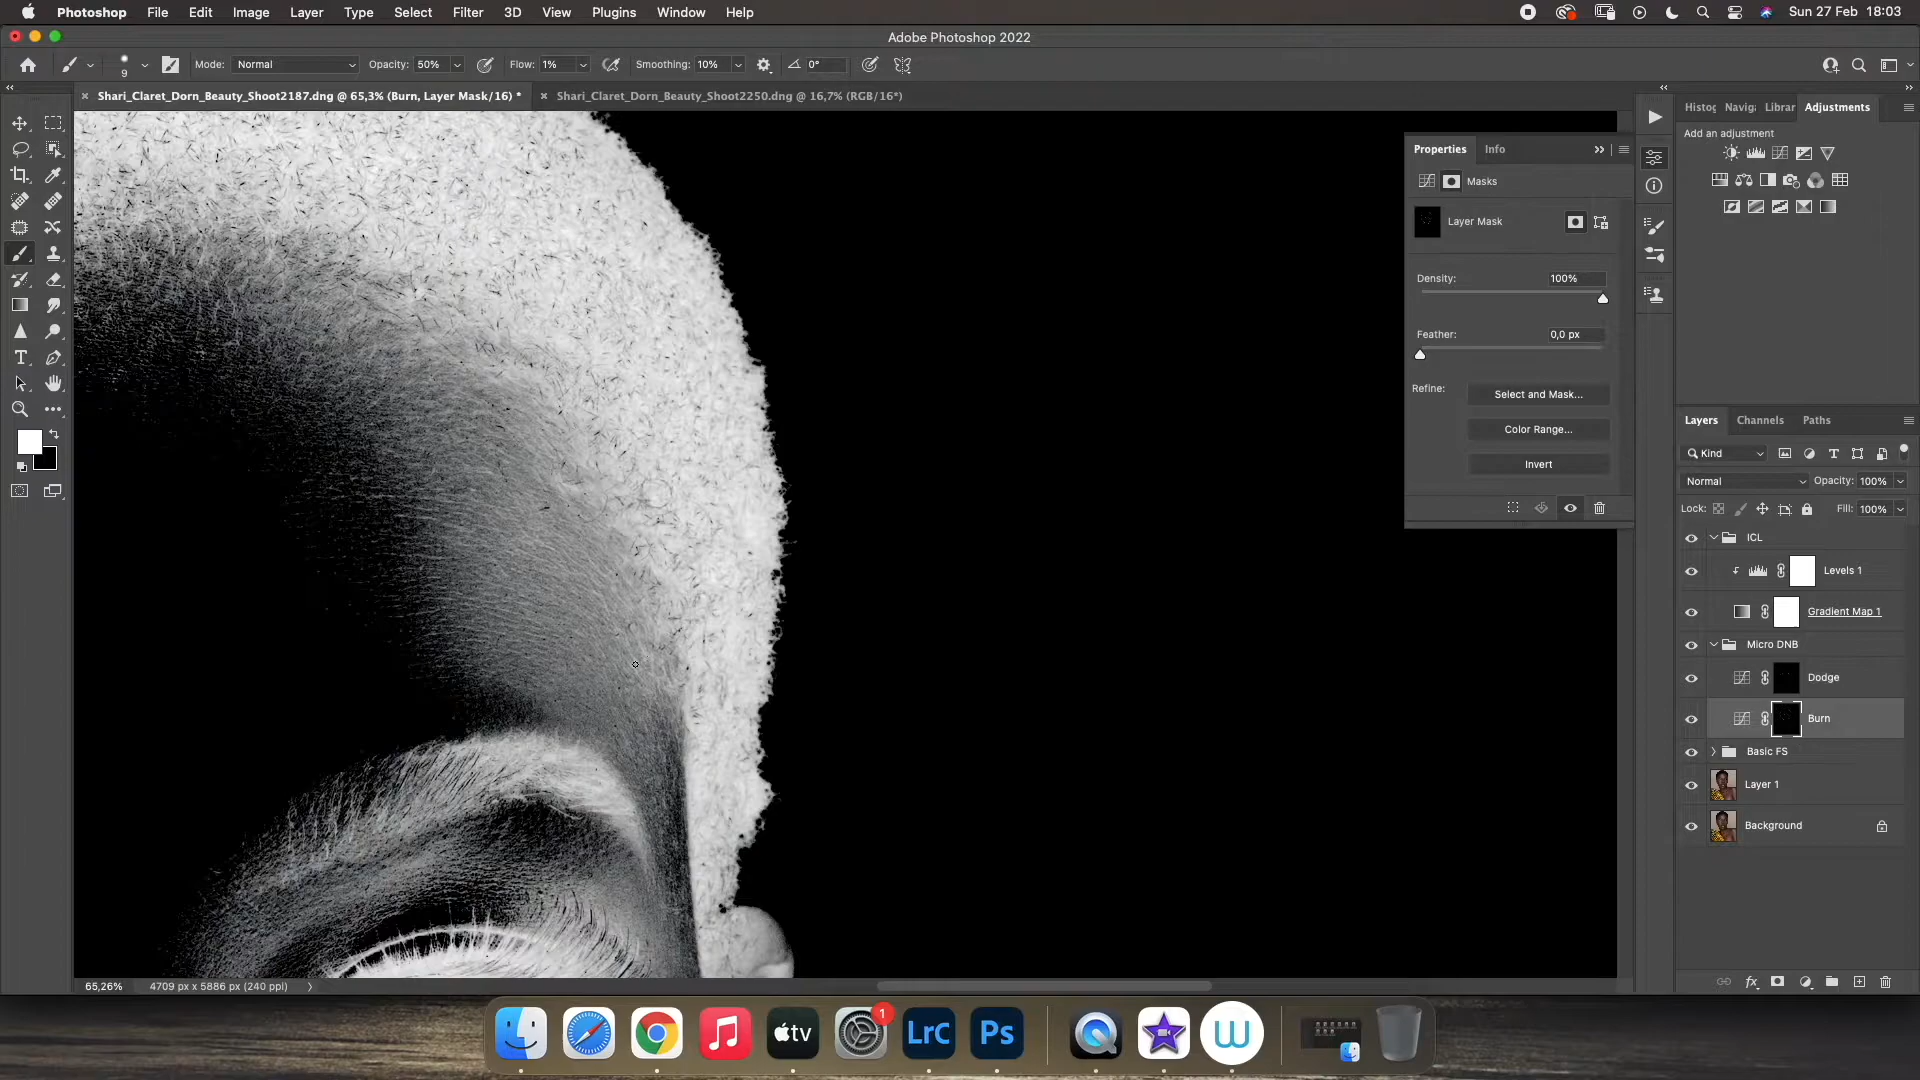 Photoshop File Edit Image Layer Type Select Filter 3D View Plugins Window Help Sun 27 Feb 18:03
Adobe Photoshop 2022
9 Mode: Normal Opacity: 50% Flow: 1% Smoothing: 10% 0°
Shari_Claret_Dorn_Beauty_Shoot2187.dng @ 65,3% (Burn, Layer Mask/16) * Shari_Claret_Dorn_Beauty_Shoot2250.dng @ 16,7% (RGB/16*)
Histog Naviga Librar Adjustments
Add an adjustment
Properties Info
Masks
Layer Mask
Density: 100%
Feather: 0,0 px
Refine: Select and Mask...
Color Range...
Invert
Layers Channels Paths
Kind
Normal Opacity: 100%
Lock: Fill: 100%
ICL
Levels 1
Gradient Map 1
Micro DNB
Dodge
Burn
Basic FS
Layer 1
Background
65,26% 4709 px x 5886 px (240 ppi)
tv 1 LrC Ps